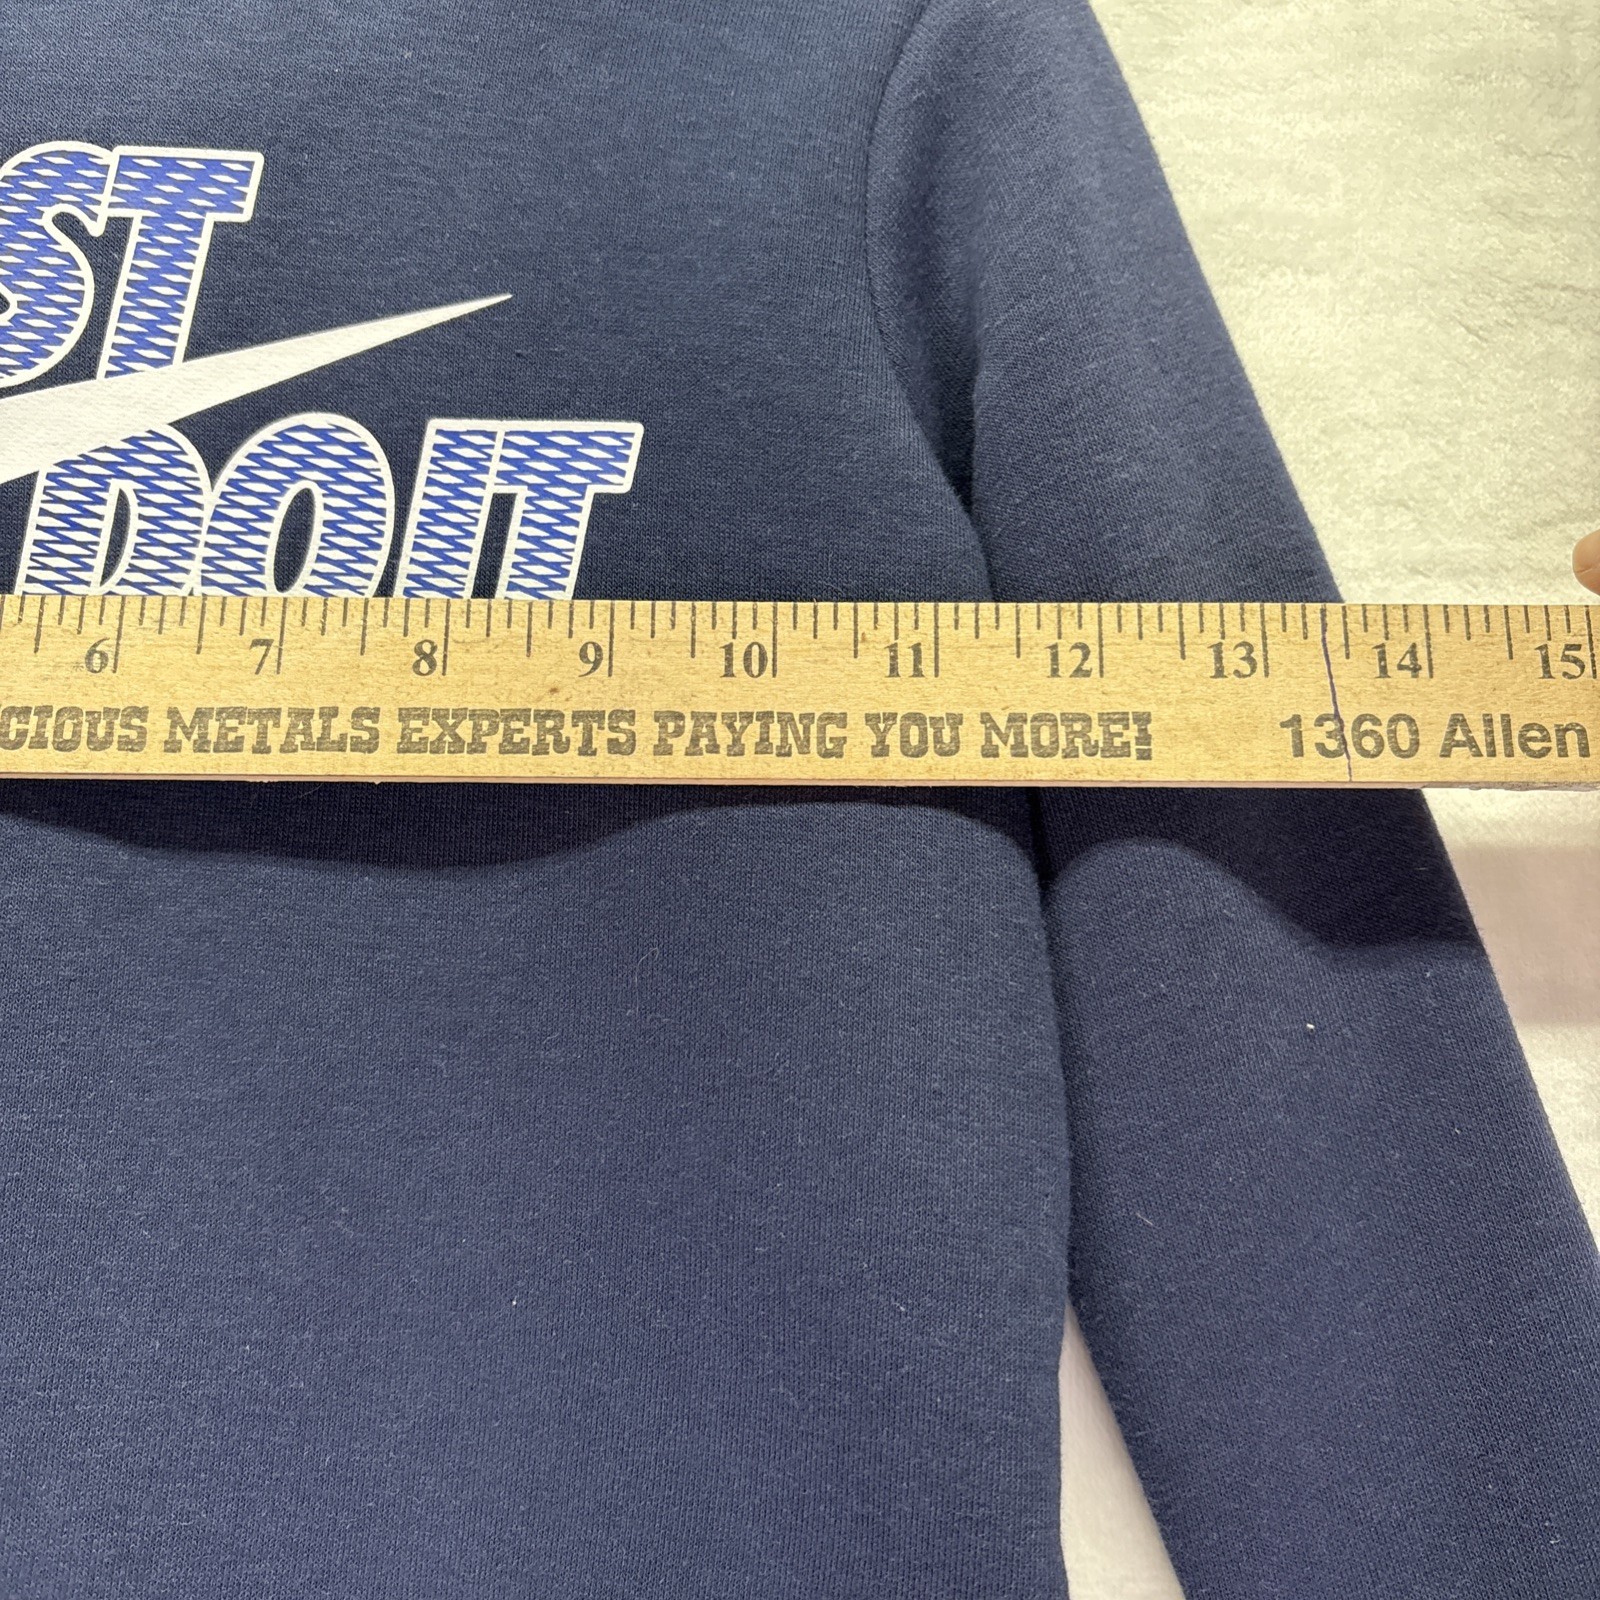 ST
DO IT
6 7 8 9 10 11 12 13 14 15
CIOUS METALS EXPERTS PAYING YOU MORE! 1360 Allen